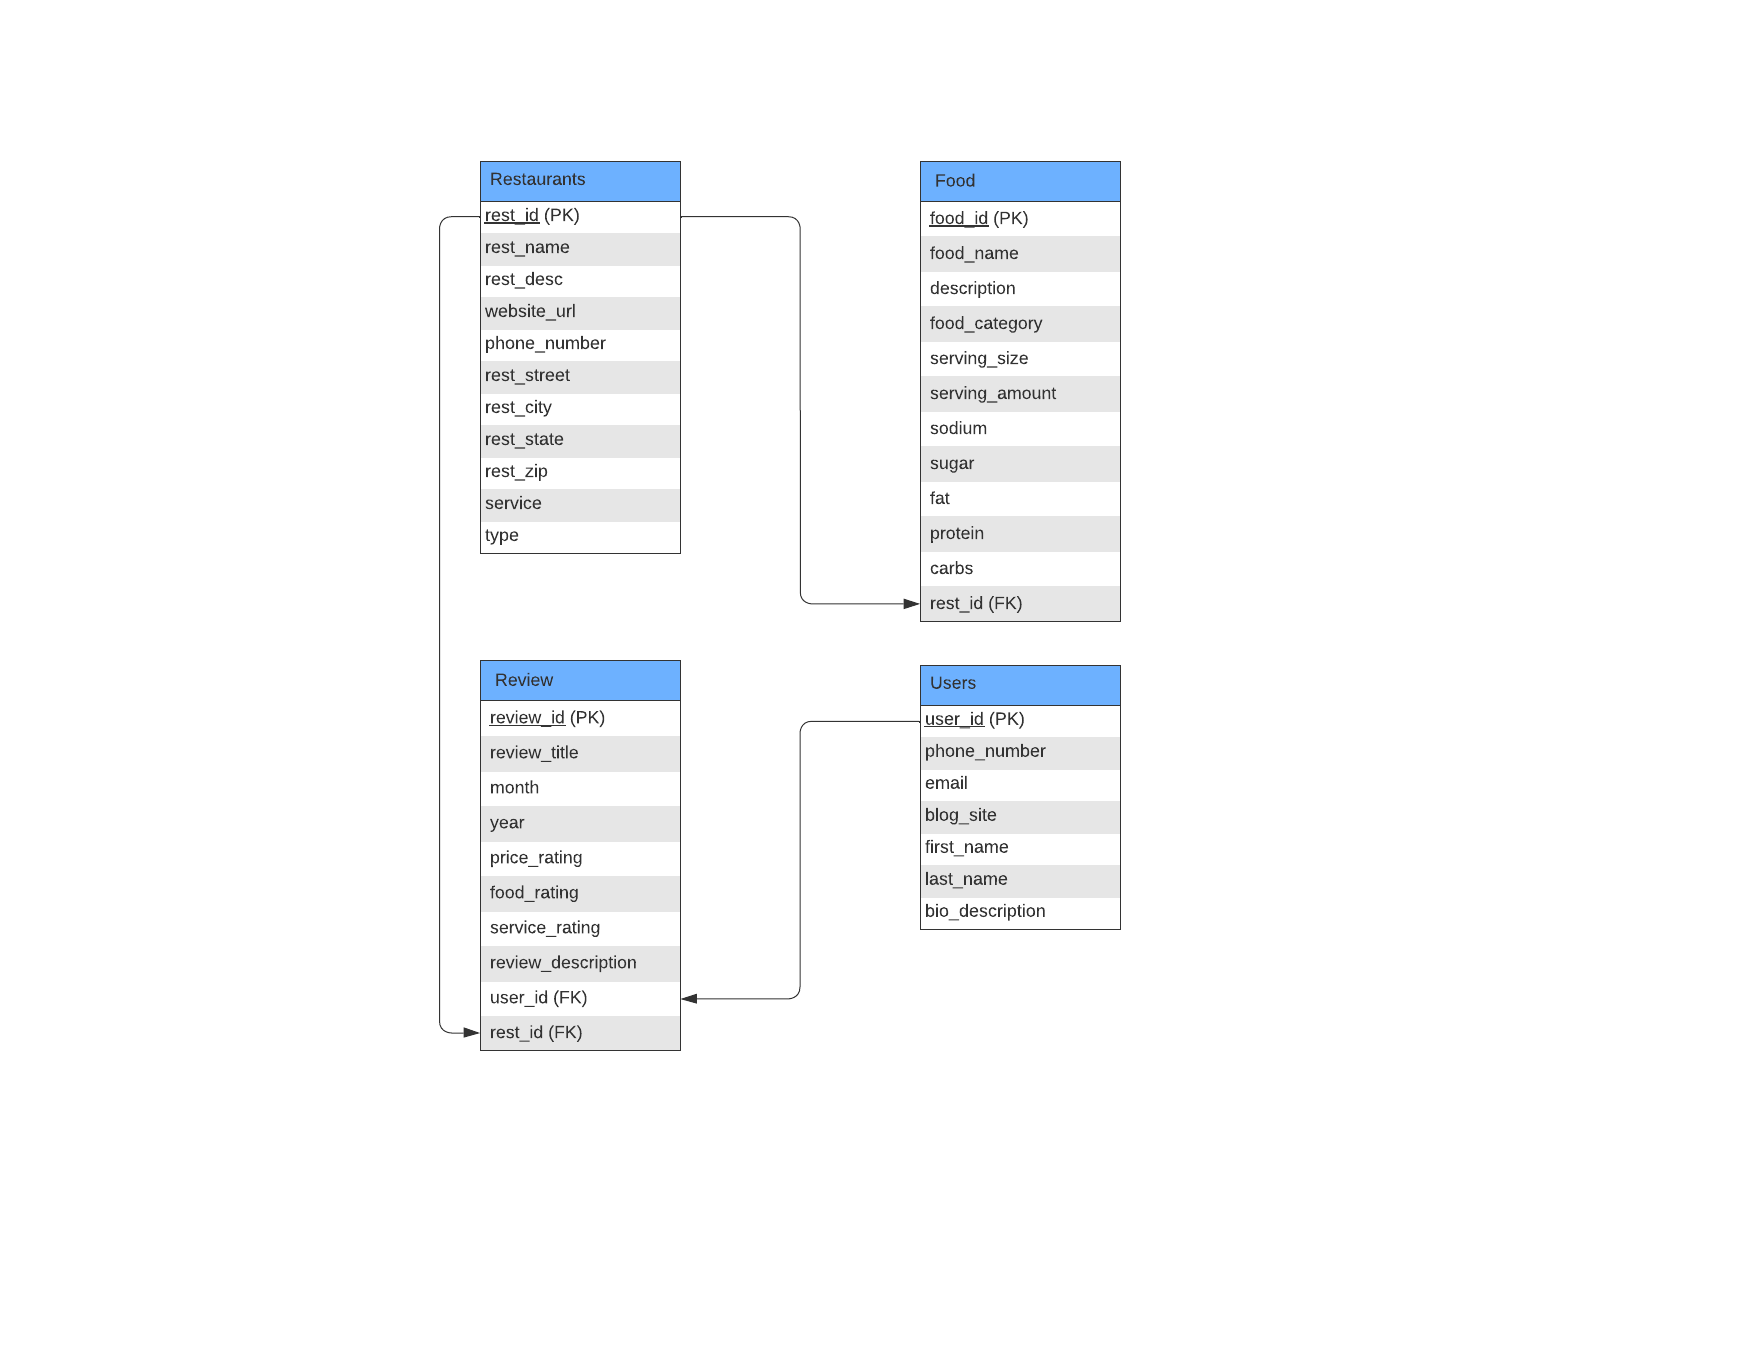 Restaurants
rest_id (PK)
rest_name
rest_desc
website_url
phone_number
rest_street
rest_city
rest_state
rest_zip
service
type
Food
food_id (PK)
food_name
description
food_category
serving_size
serving_amount
sodium
sugar
fat
protein
carbs
rest_id (FK)
Review
review_id (PK)
review_title
month
year
price_rating
food_rating
service_rating
review_description
user_id (FK)
rest_id (FK)
Users
user_id (PK)
phone_number
email
blog_site
first_name
last_name
bio_description